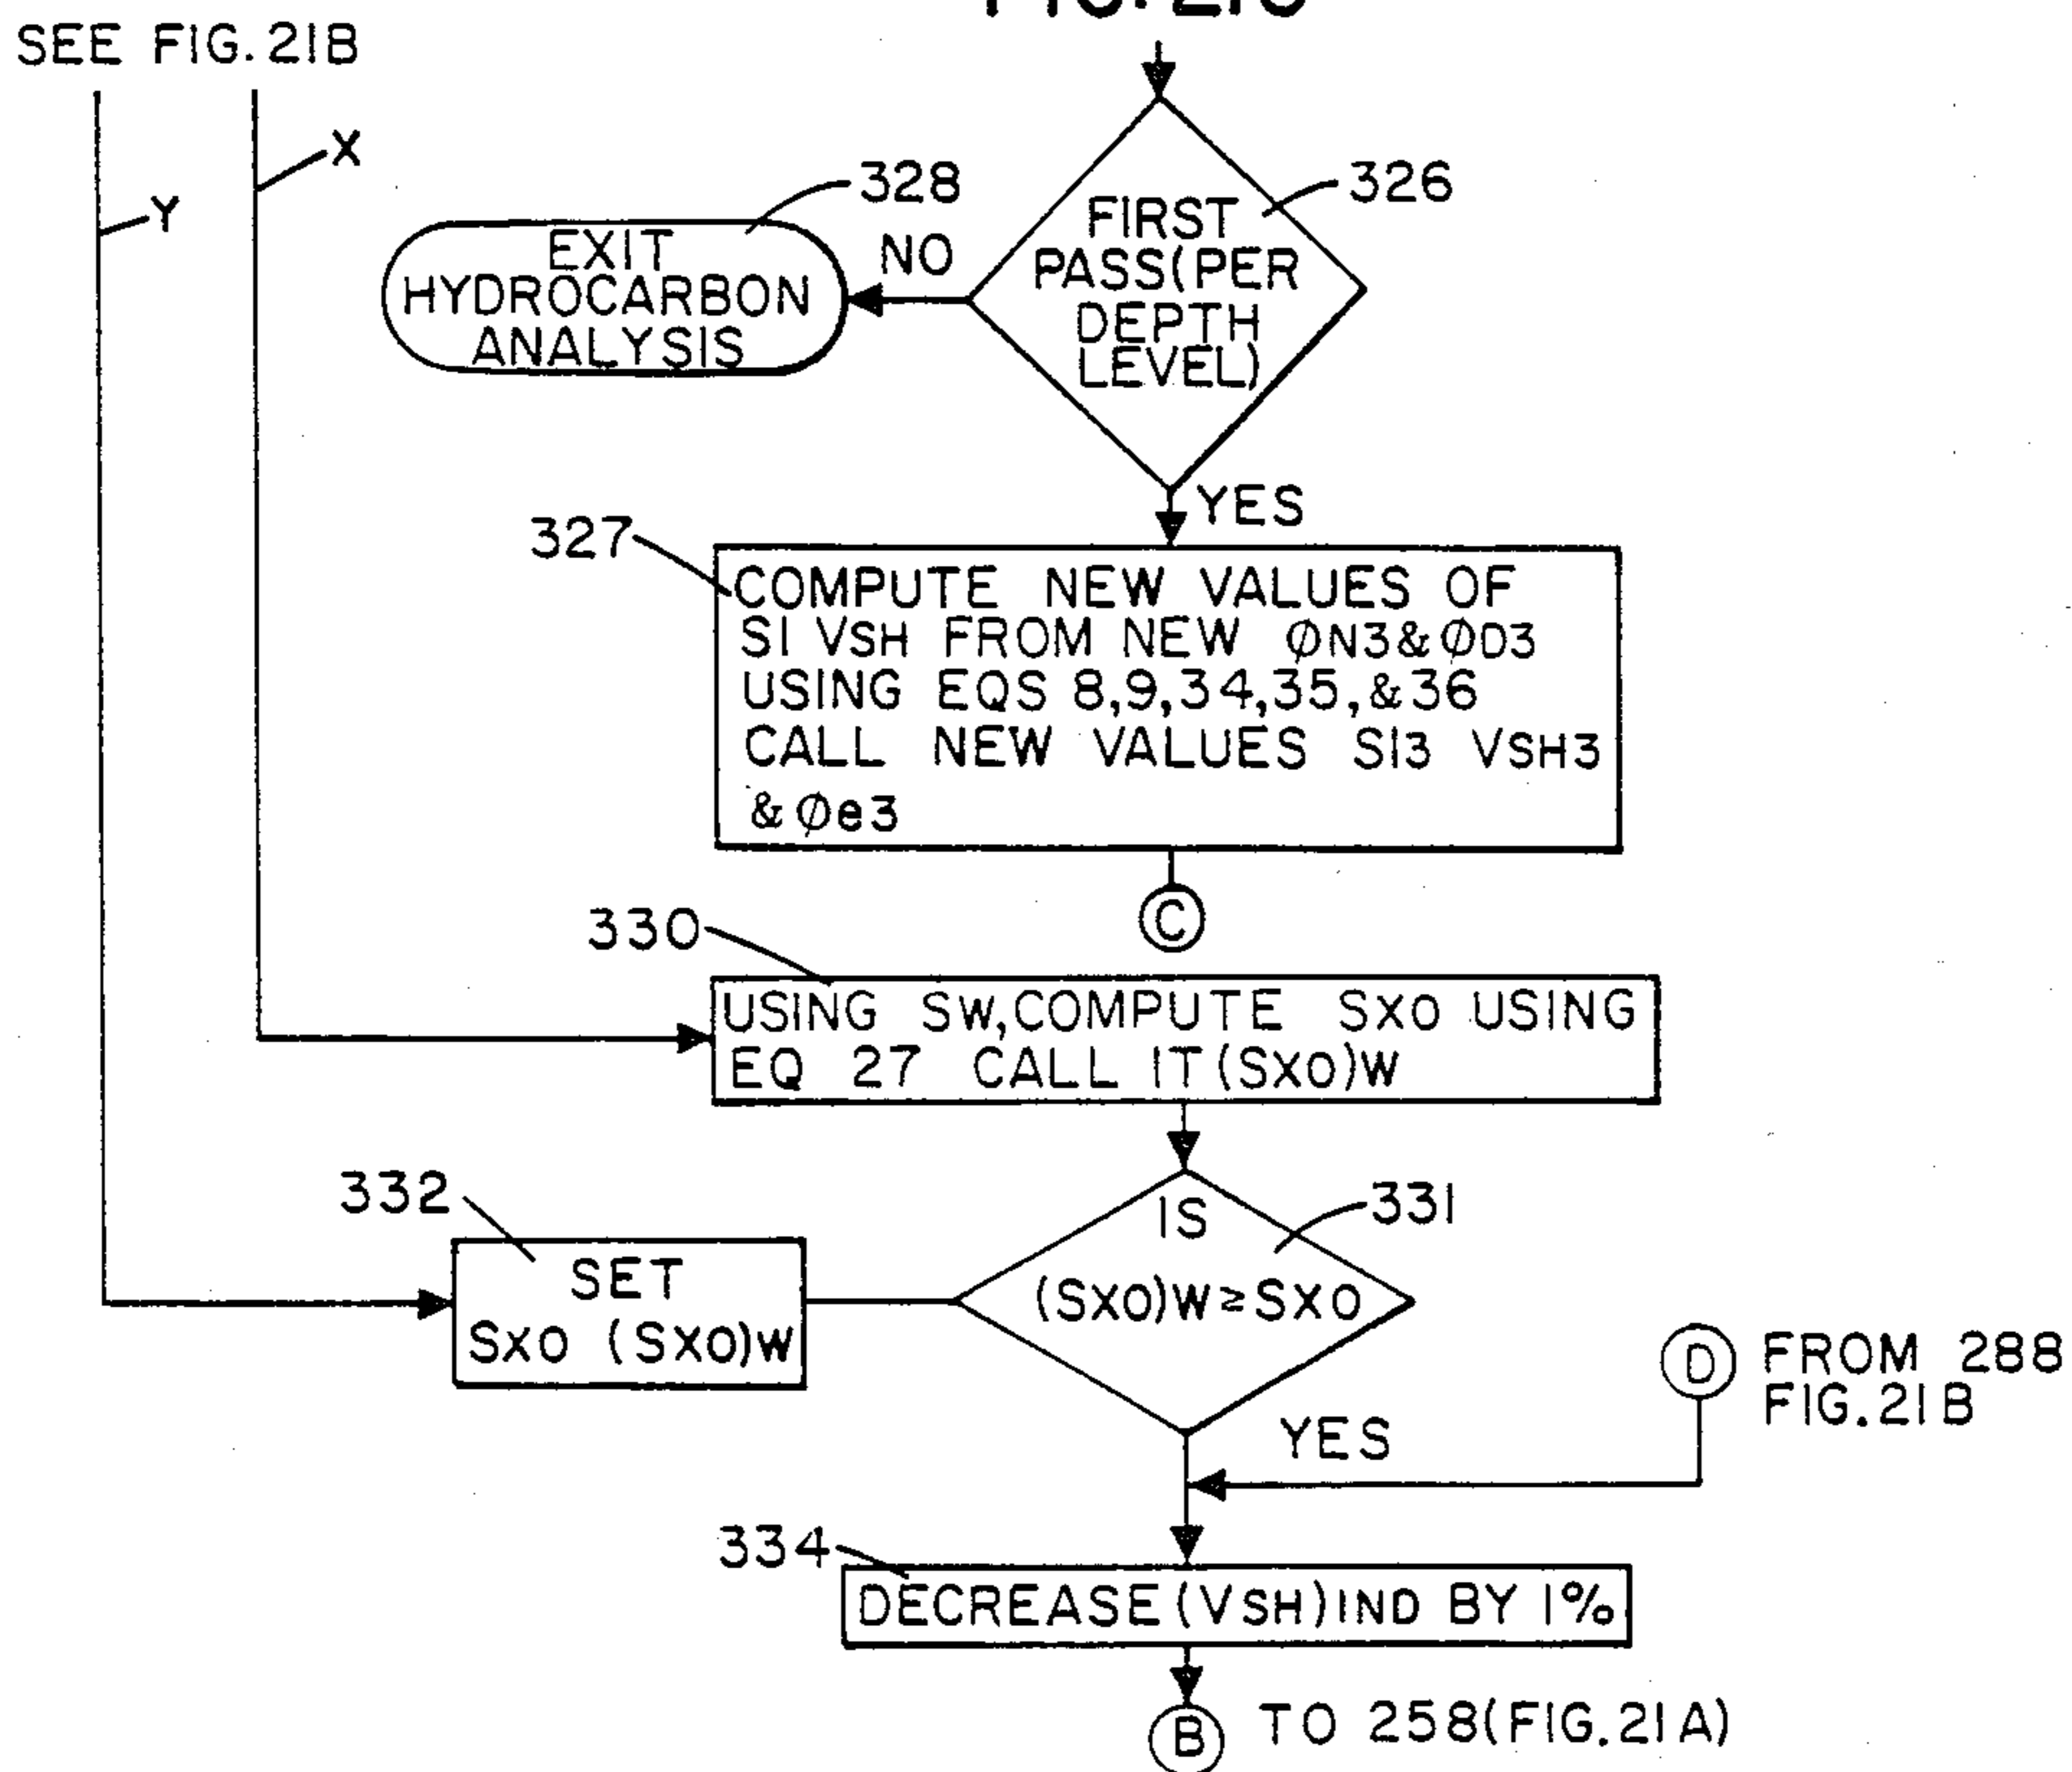 SEE FIG. 21B
X
Y
328
326
EXIT
HYDROCARBON
ANALYSIS
NO
FIRST
PASS(PER
DEPTH
LEVEL)
YES
327
COMPUTE NEW VALUES OF
SI VSH FROM NEW ØN3&ØD3
USING EQS 8,9,34,35,&36
CALL NEW VALUES SI3 VSH3
&Øe3
C
330
USING SW,COMPUTE SXO USING
EQ 27 CALL IT(SXO)W
332
SET
SXO (SXO)W
331
IS
(SXO)W≥SXO
D FROM 288
FIG.21B
YES
334
DECREASE(VSH)IND BY 1%
B TO 258(FIG.21A)